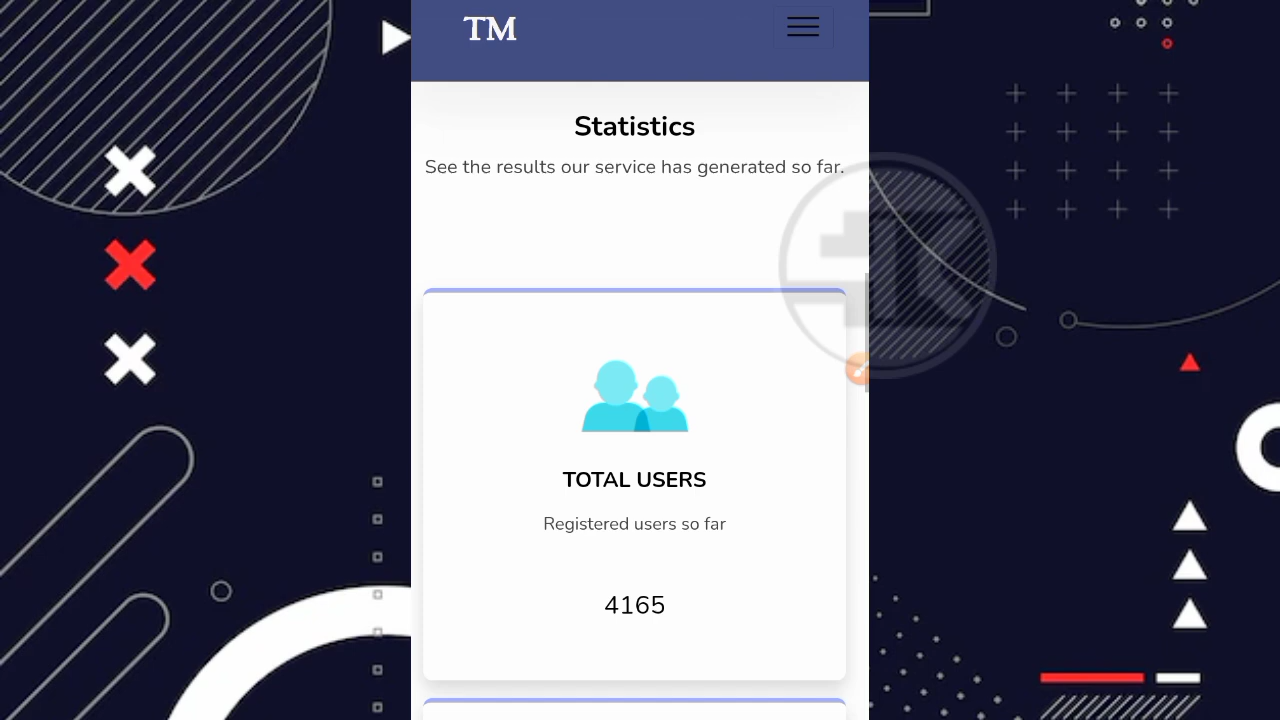 TM
Statistics
See the results our service has generated so far.
TOTAL USERS
Registered users so far
4165